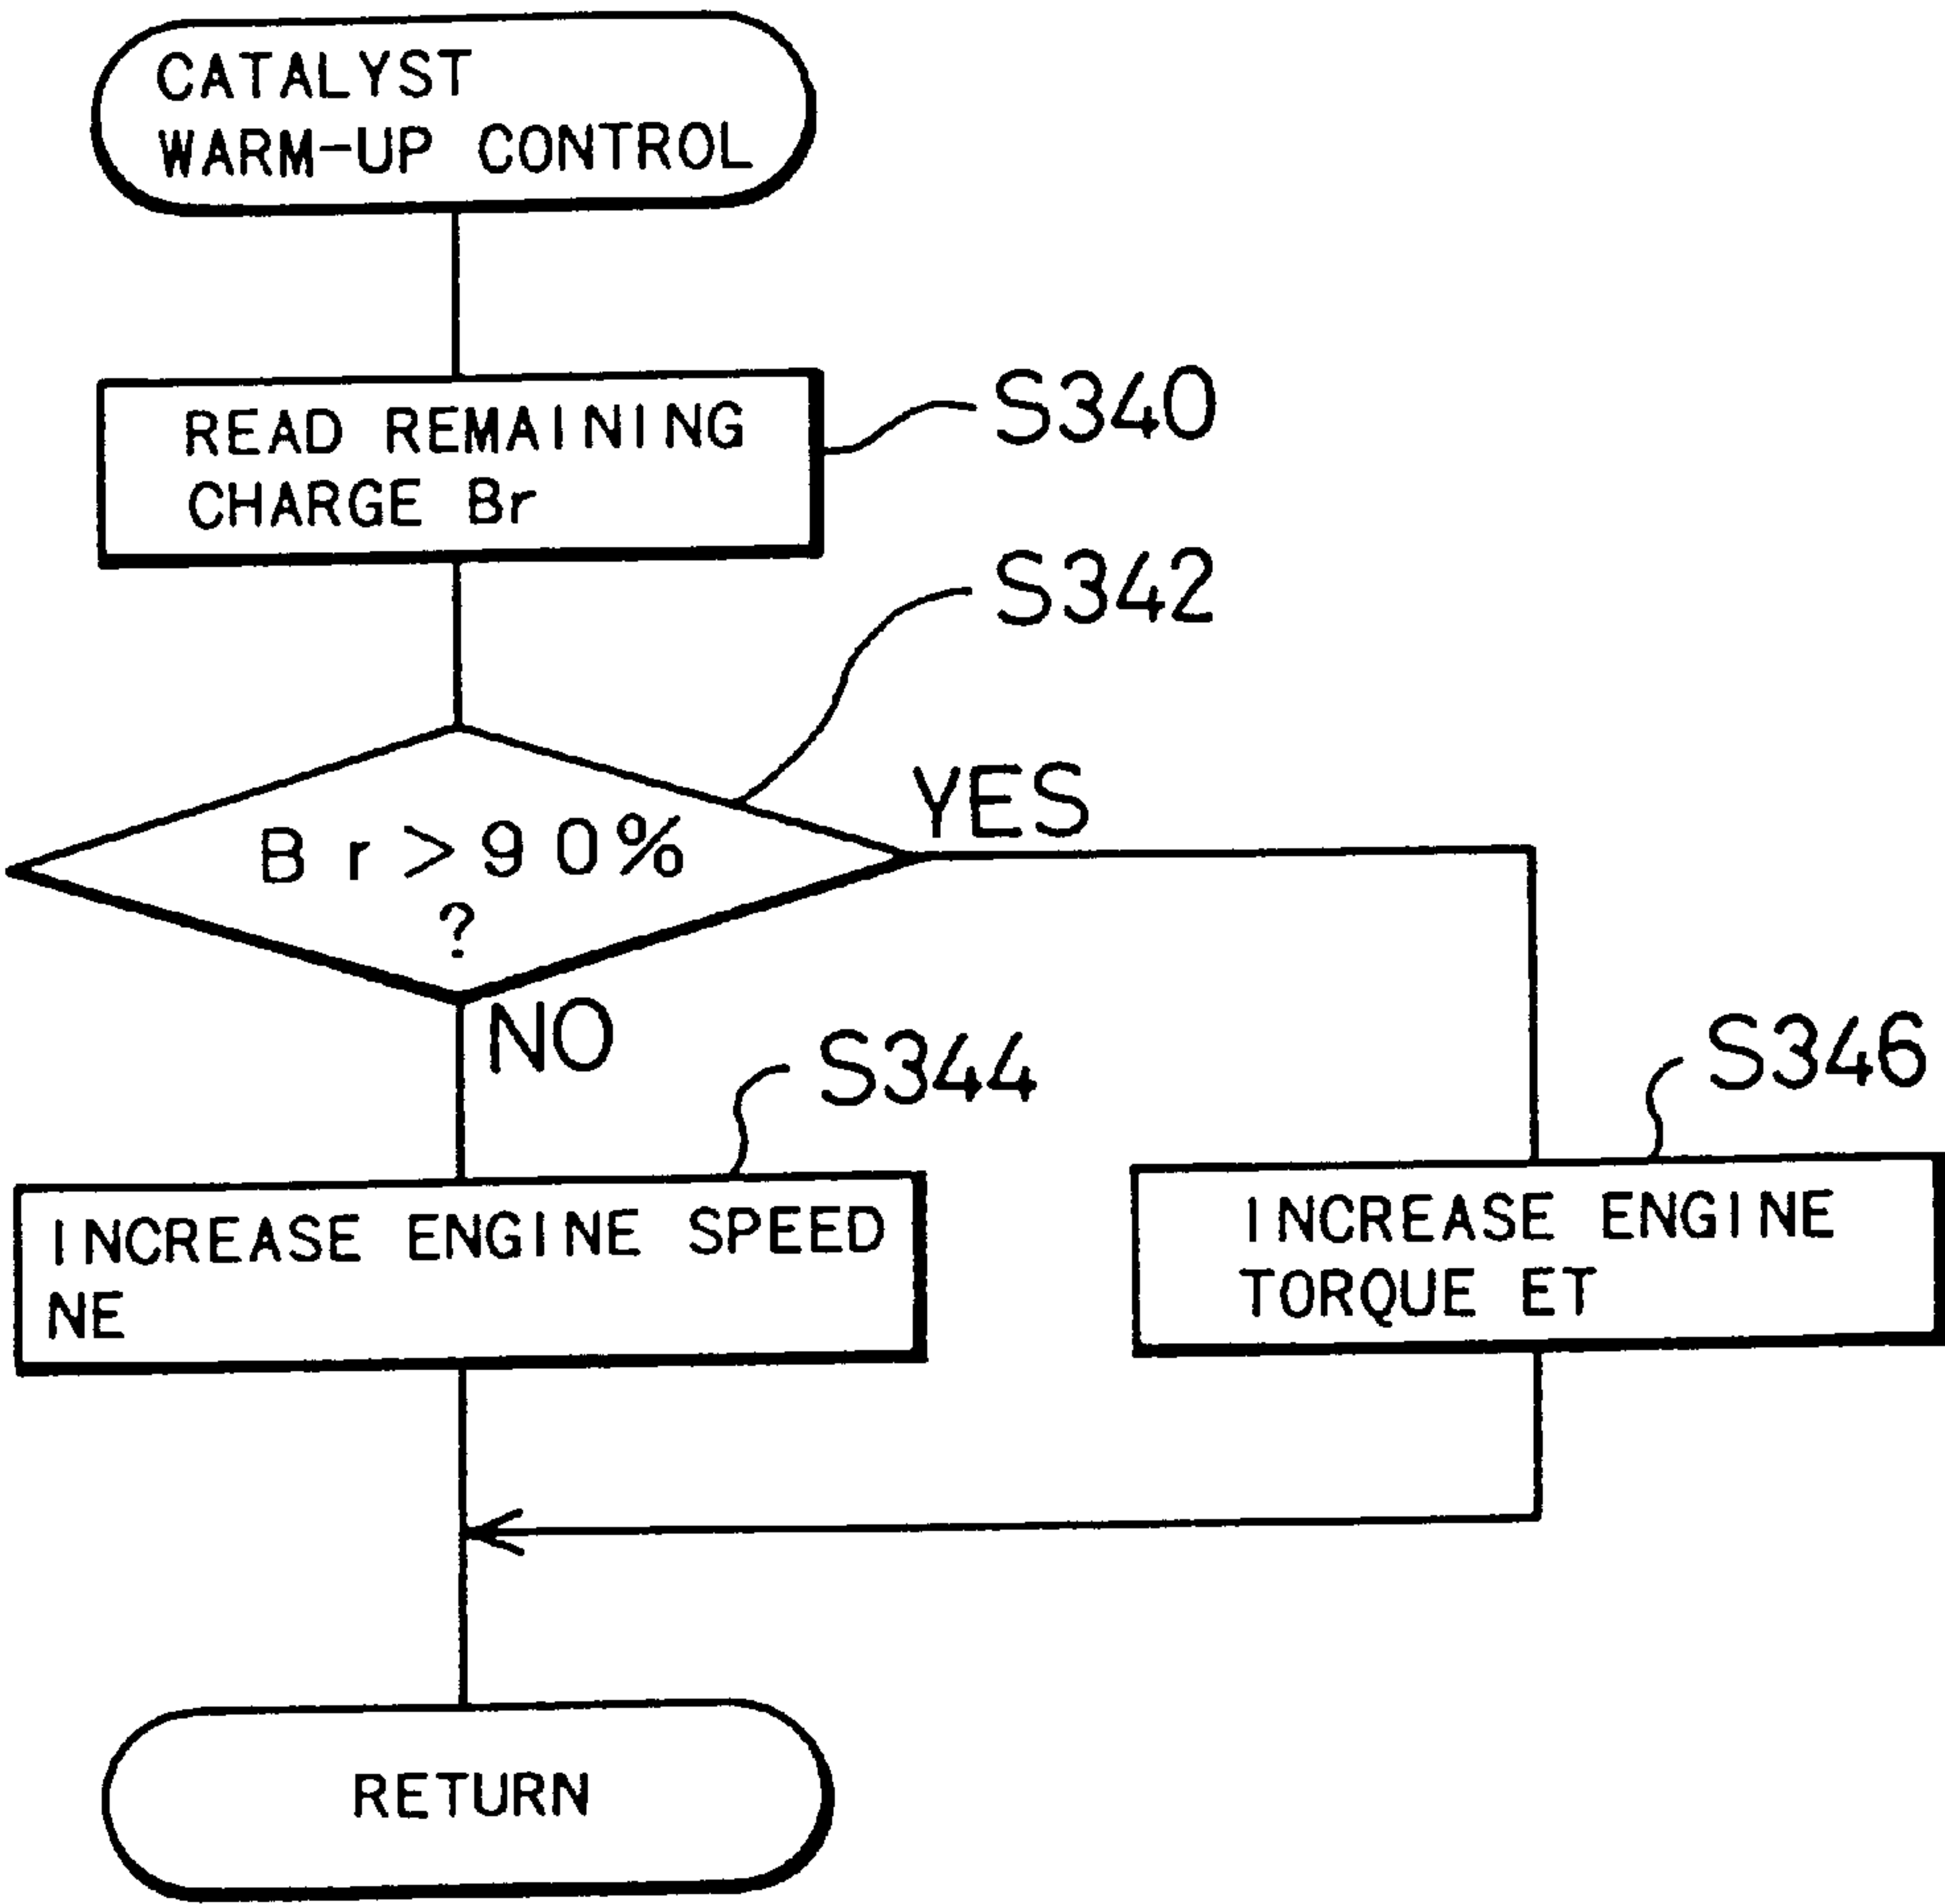 CATALYST
WARM-UP CONTROL
READ REMAINING
CHARGE Br
S340
S342
Br>90%
?
YES
NO
S344
INCREASE ENGINE SPEED
NE
S346
INCREASE ENGINE
TORQUE ET
RETURN